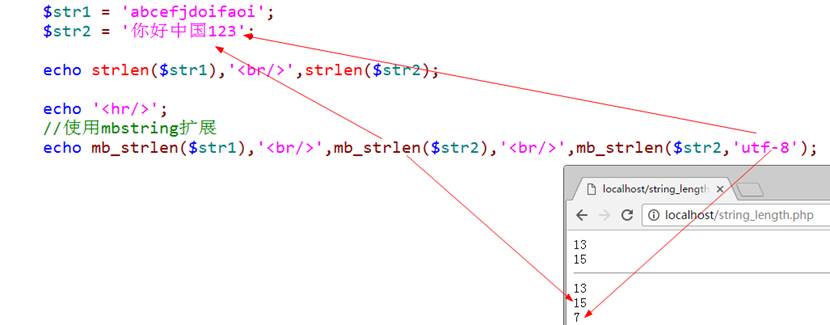 $str1 = 'abcefjdoifaoi';
$str2 = '你好中国123';
echo strlen($str1),'<br/>',strlen($str2);
echo '<hr/>';
//使用mbstring扩展
echo mb_strlen($str1),'<br/>',mb_strlen($str2),'<br/>',mb_strlen($str2,'utf-8');
localhost/string_length
localhost/string_length.php
13
15
13
15
7